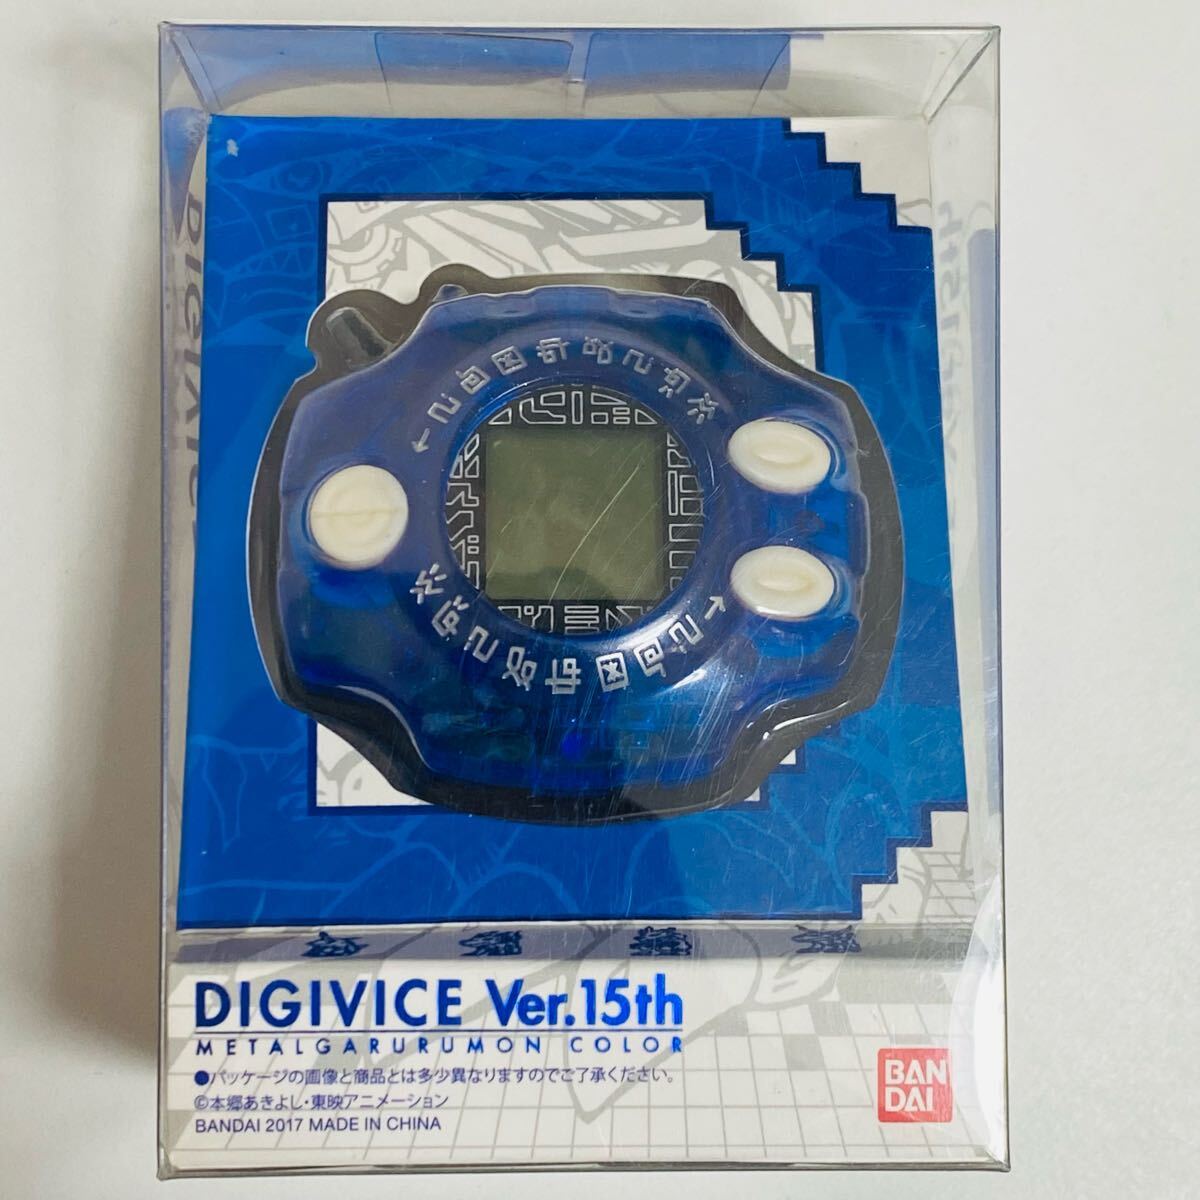 DIGIVICE Ver.15th
METALGARURUMON COLOR
●パッケージの画像と商品とは多少異なりますのでご了承ください。
©本郷あきよし・東映アニメーション
BANDAI 2017 MADE IN CHINA
BAN
DAI